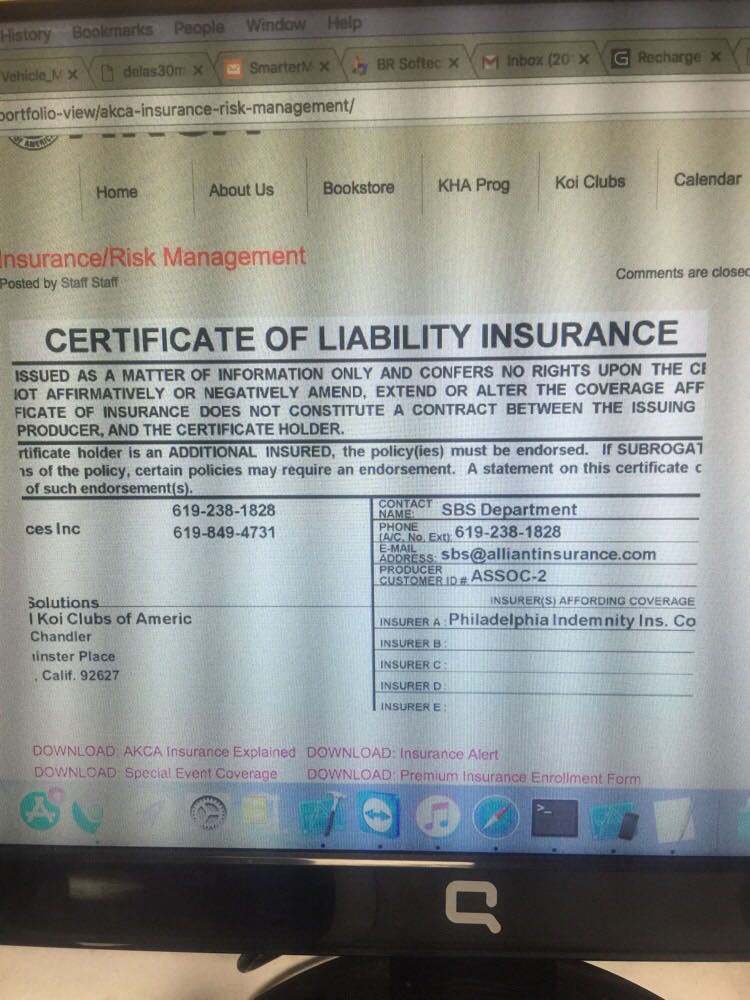 History Bookmarks People Window Help
Vehicle_M delas30m SmarterM BR Softec Inbox (20 Recharge
portfolio-view/akca-insurance-risk-management/
OF AMERIC
Home About Us Bookstore KHA Prog Koi Clubs Calendar
Insurance/Risk Management
Posted by Staff Staff
Comments are closed
CERTIFICATE OF LIABILITY INSURANCE
ISSUED AS A MATTER OF INFORMATION ONLY AND CONFERS NO RIGHTS UPON THE CE
IOT AFFIRMATIVELY OR NEGATIVELY AMEND, EXTEND OR ALTER THE COVERAGE AFF
FICATE OF INSURANCE DOES NOT CONSTITUTE A CONTRACT BETWEEN THE ISSUING
PRODUCER, AND THE CERTIFICATE HOLDER.
rtificate holder is an ADDITIONAL INSURED, the policy(ies) must be endorsed. If SUBROGAT
ns of the policy, certain policies may require an endorsement. A statement on this certificate c
of such endorsement(s).
619-238-1828
ces Inc 619-849-4731
Solutions
l Koi Clubs of Americ
Chandler
inster Place
, Calif. 92627
CONTACT NAME: SBS Department
PHONE (A/C, No, Ext): 619-238-1828
E-MAIL ADDRESS: sbs@alliantinsurance.com
PRODUCER CUSTOMER ID # ASSOC-2
INSURER(S) AFFORDING COVERAGE
INSURER A : Philadelphia Indemnity Ins. Co
INSURER B :
INSURER C :
INSURER D :
INSURER E :
DOWNLOAD: AKCA Insurance Explained DOWNLOAD: Insurance Alert
DOWNLOAD: Special Event Coverage DOWNLOAD: Premium Insurance Enrollment Form